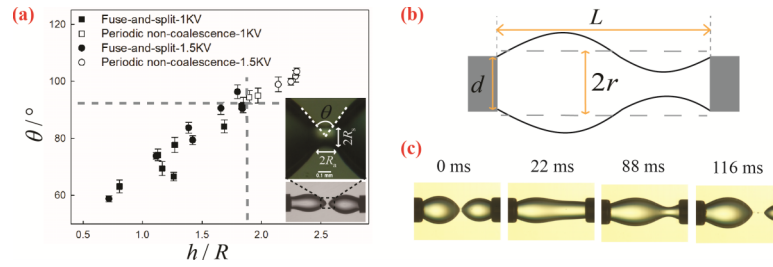 (a)
Fuse-and-split-1KV
Periodic non-coalescence-1KV
Fuse-and-split-1.5KV
Periodic non-coalescence-1.5KV
120
100
80
60
θ / °
0.5
1.0
1.5
2.0
2.5
h / R
θ
2Rₐ
2Rₐ
0.1 mm
(b)
L
d
2r
(c)
0 ms
22 ms
88 ms
116 ms